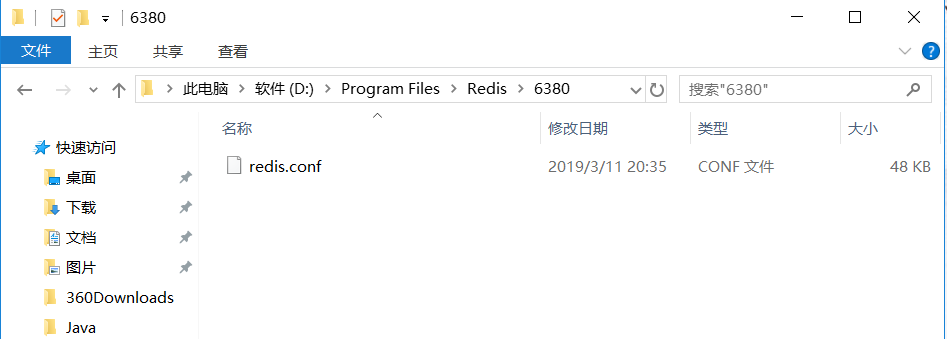 6380
文件 主页 共享 查看
此电脑 软件 (D:) Program Files Redis 6380 搜索"6380"
名称 修改日期 类型 大小
快速访问
redis.conf 2019/3/11 20:35 CONF 文件 48 KB
桌面
下载
文档
图片
360Downloads
Java